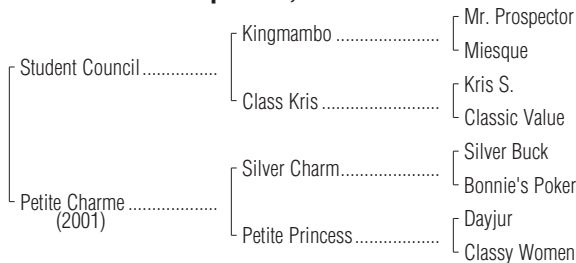 Mr. Prospector
Kingmambo ....................
Miesque
Student Council................
Kris S.
Class Kris .......................
Classic Value
Silver Buck
Silver Charm...................
Bonnie's Poker
Petite Charme ..................
(2001)
Dayjur
Petite Princess.................
Classy Women